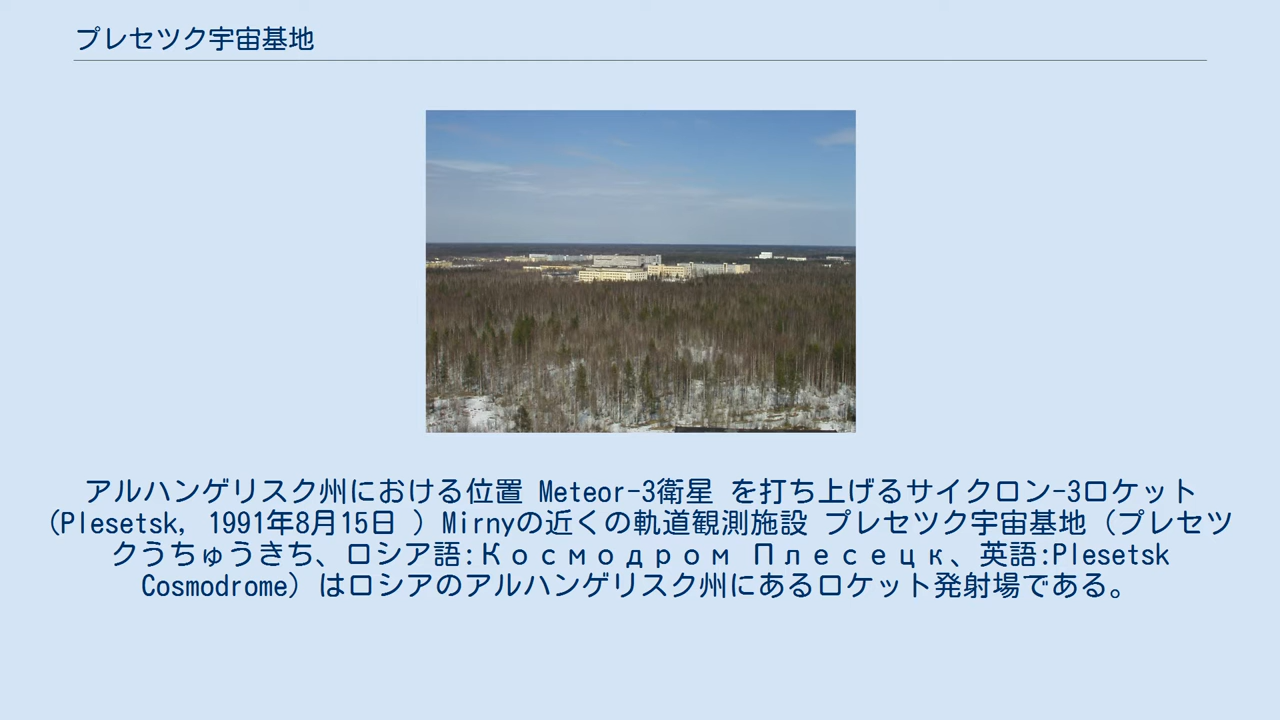 プレセツク宇宙基地
アルハンゲリスク州における位置 Meteor-3衛星 を打ち上げるサイクロン-3ロケット
(Plesetsk, 1991年8月15日 ) Mirnyの近くの軌道観測施設 プレセツク宇宙基地（プレセツ
クうちゅうきち、ロシア語:Космодром Плесецк、英語:Plesetsk
Cosmodrome）はロシアのアルハンゲリスク州にあるロケット発射場である。